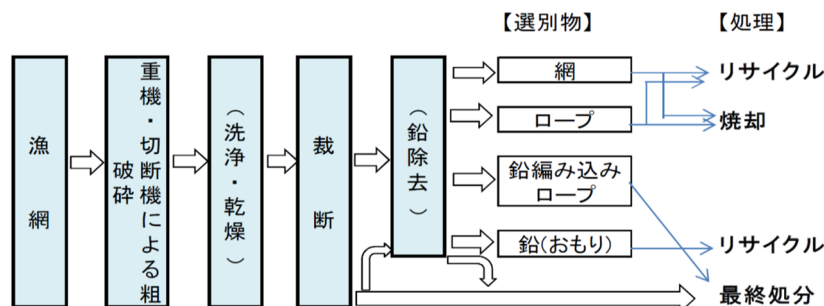 【選別物】
【処理】
漁網
重機・切断機による粗
破砕
（洗浄・乾燥）
裁断
（鉛除去）
網
ロープ
鉛編み込み
ロープ
鉛(おもり)
リサイクル
焼却
リサイクル
最終処分